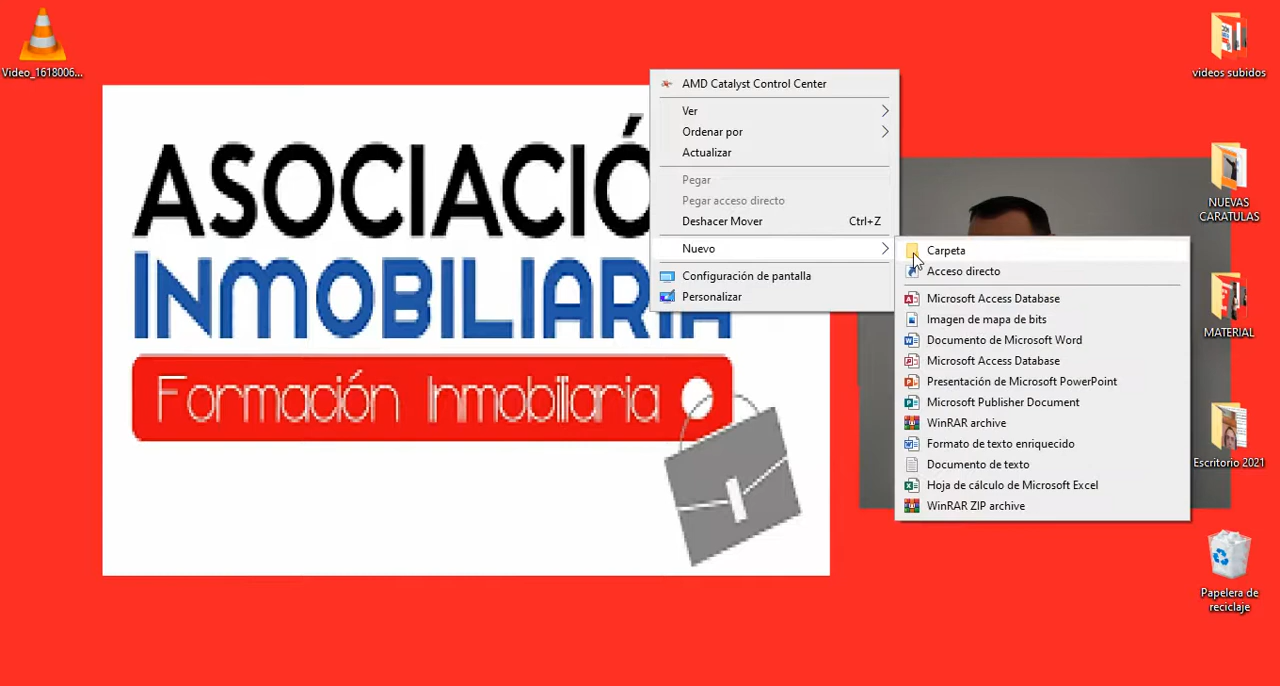 Video_1618006...
ASOCIACIÓ
INMOBILIARIA
Formación Inmobiliaria
AMD Catalyst Control Center
Ver
Ordenar por
Actualizar
Pegar
Pegar acceso directo
Deshacer Mover Ctrl+Z
Nuevo
Configuración de pantalla
Personalizar
Carpeta
Acceso directo
Microsoft Access Database
Imagen de mapa de bits
Documento de Microsoft Word
Microsoft Access Database
Presentación de Microsoft PowerPoint
Microsoft Publisher Document
WinRAR archive
Formato de texto enriquecido
Documento de texto
Hoja de cálculo de Microsoft Excel
WinRAR ZIP archive
videos subidos
NUEVAS
CARATULAS
MATERIAL
Escritorio 2021
Papelera de
reciclaje